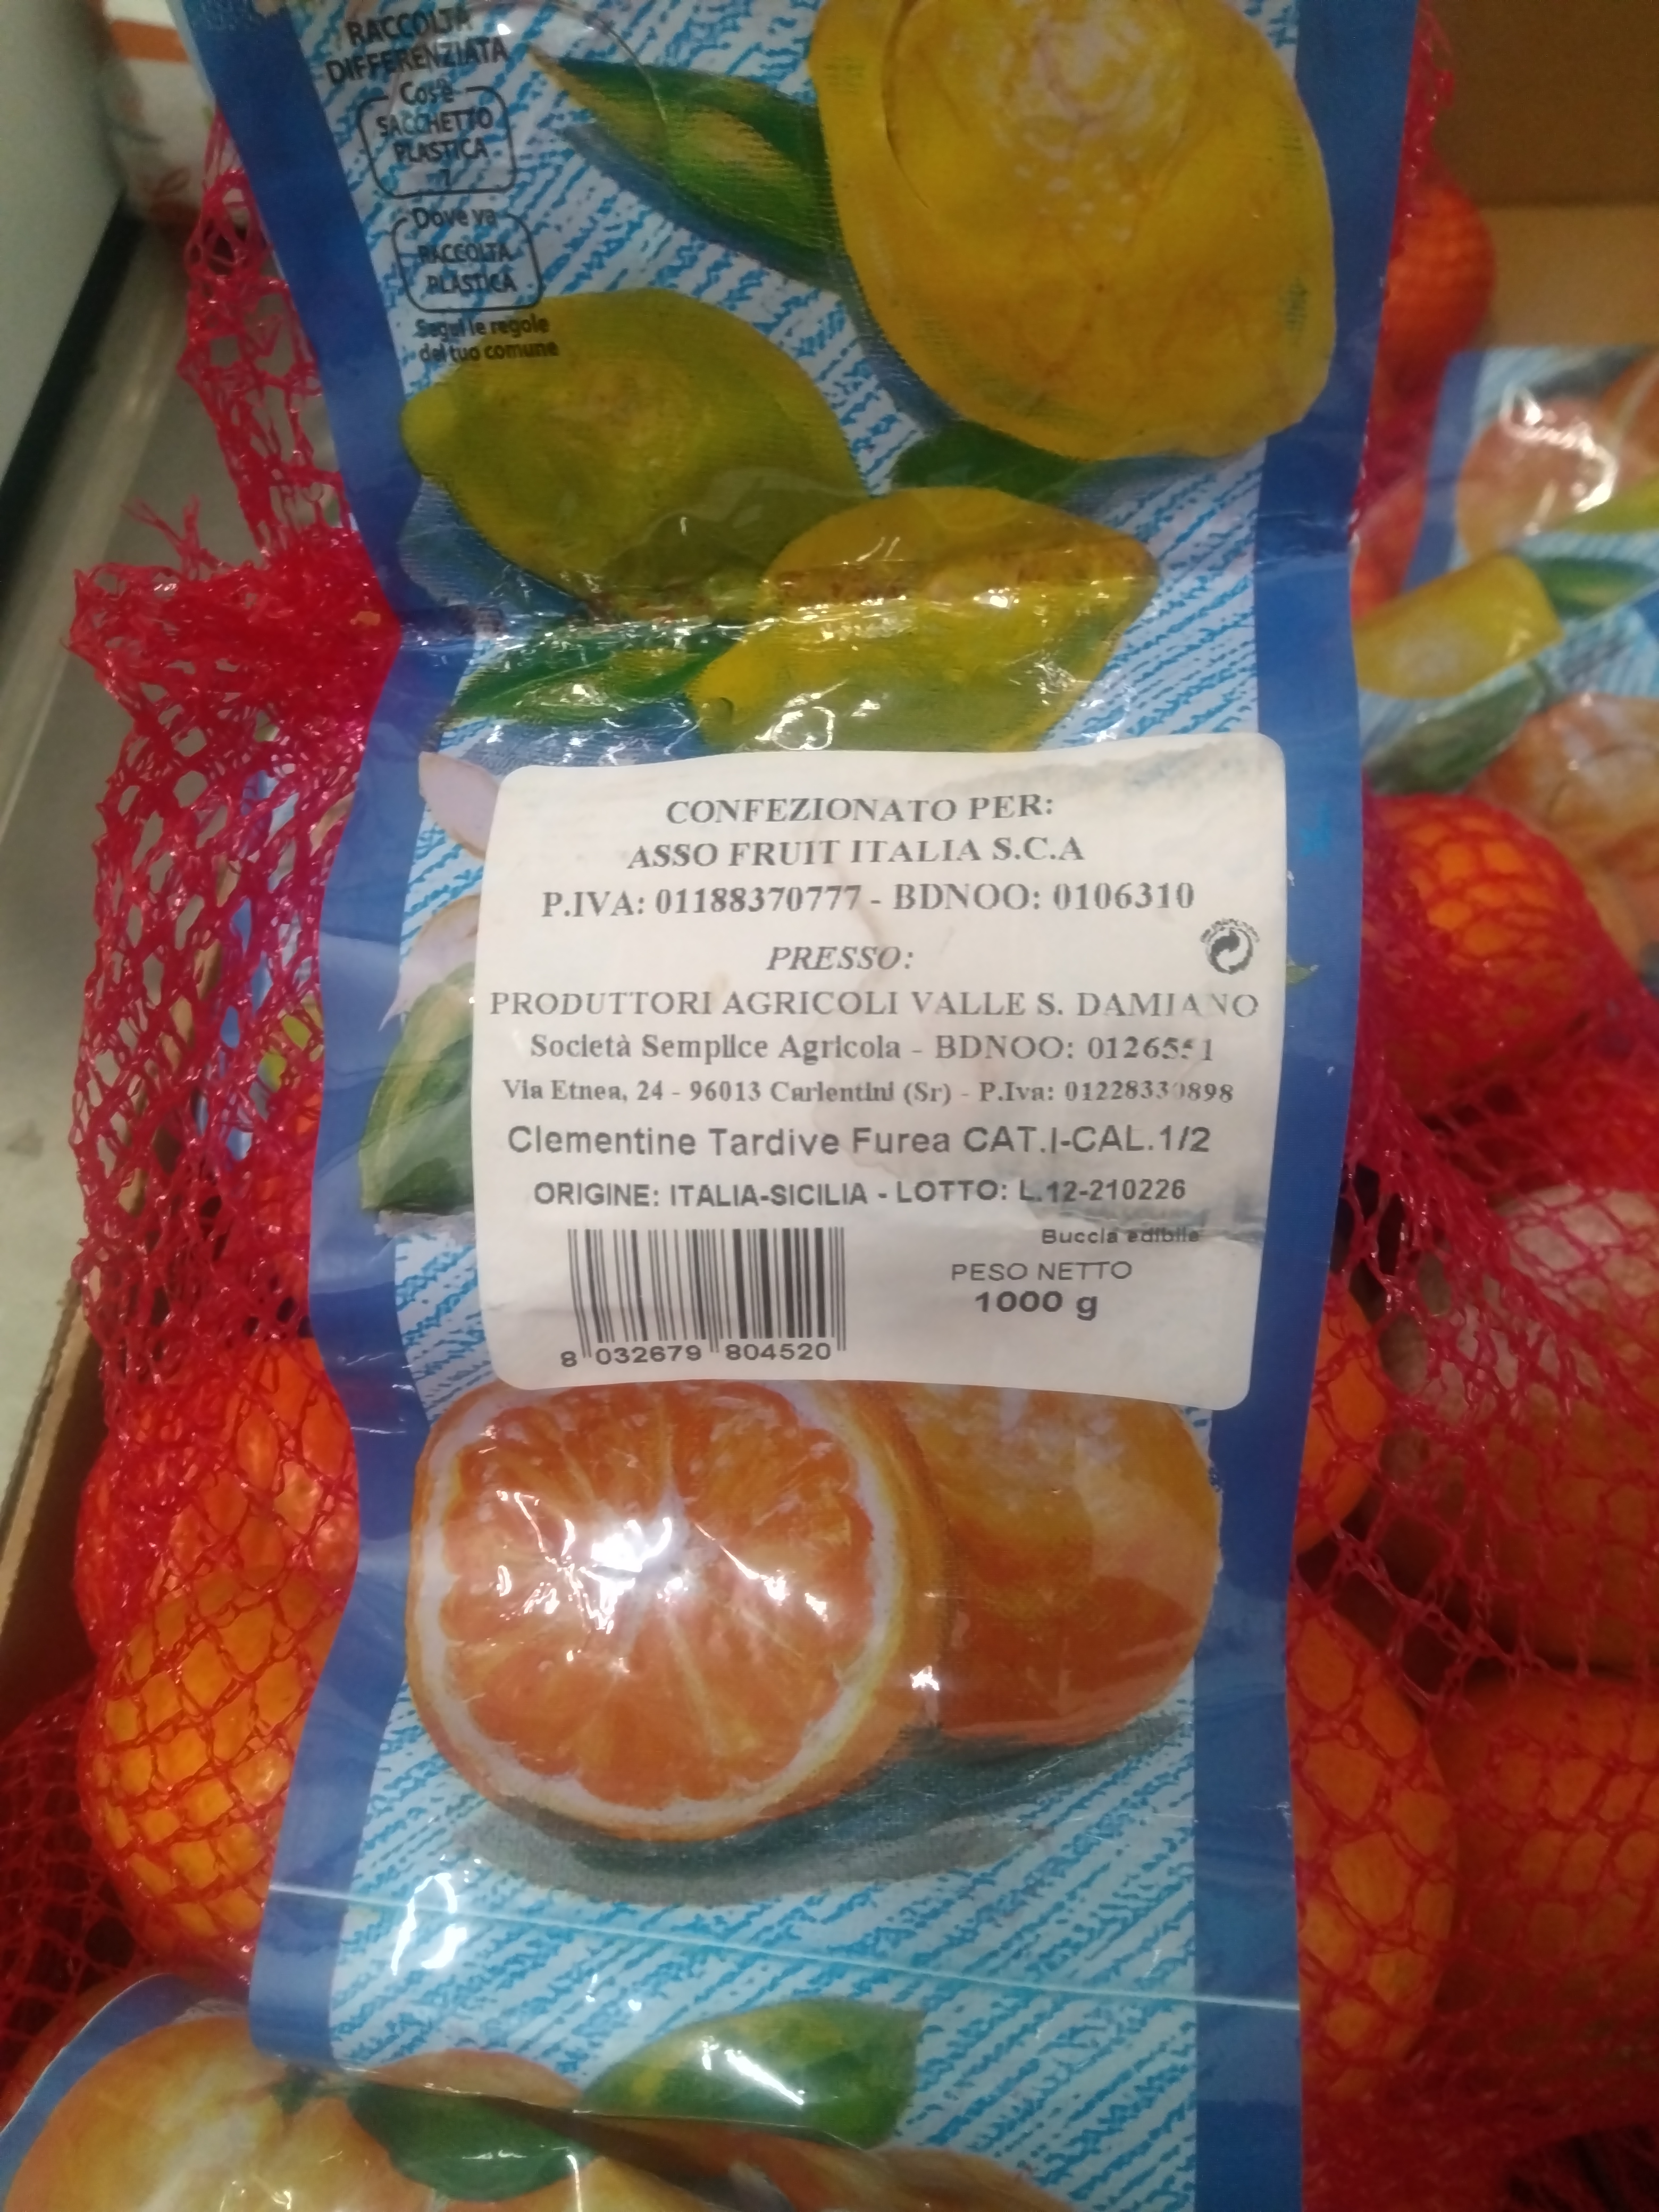 RACCOLTA
DIFFERENZIATA
Cos'è
SACCHETTO
PLASTICA
Dove va
RACCOLTA
PLASTICA
Segui le regole
del tuo comune
CONFEZIONATO PER:
ASSO FRUIT ITALIA S.C.A
P.IVA: 01188370777 - BDNOO: 0106310
PRESSO:
PRODUTTORI AGRICOLI VALLE S. DAMIANO
Società Semplice Agricola - BDNOO: 0126551
Via Etnea, 24 - 96013 Carlentini (Sr) - P.Iva: 01228330898
Clementine Tardive Furea CAT.I-CAL.1/2
ORIGINE: ITALIA-SICILIA - LOTTO: L.12-210226
Buccia edibile
PESO NETTO
1000 g
8 032679 804520